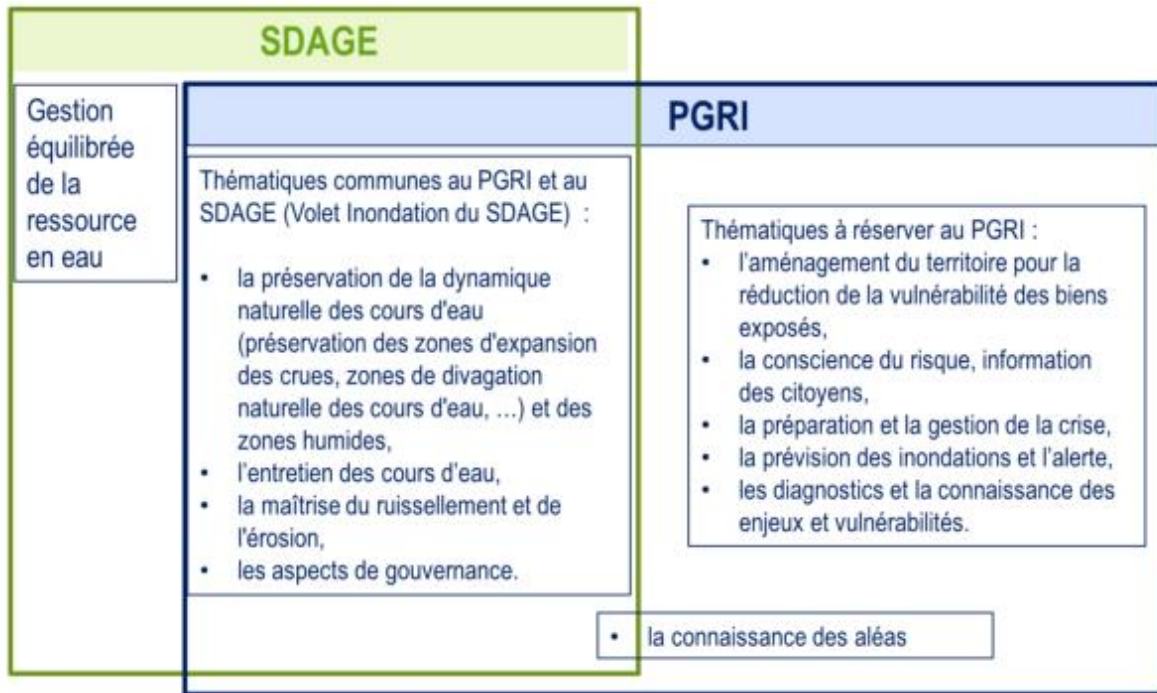 SDAGE
Gestion
équilibrée
de la
ressource
en eau
PGRI
Thématiques communes au PGRI et au
SDAGE (Volet Inondation du SDAGE) :
• la préservation de la dynamique
naturelle des cours d'eau
(préservation des zones d'expansion
des crues, zones de divagation
naturelle des cours d'eau, …) et des
zones humides,
• l'entretien des cours d'eau,
• la maîtrise du ruissellement et de
l'érosion,
• les aspects de gouvernance.
Thématiques à réserver au PGRI :
• l'aménagement du territoire pour la
réduction de la vulnérabilité des biens
exposés,
• la conscience du risque, information
des citoyens,
• la préparation et la gestion de la crise,
• la prévision des inondations et l'alerte,
• les diagnostics et la connaissance des
enjeux et vulnérabilités.
• la connaissance des aléas